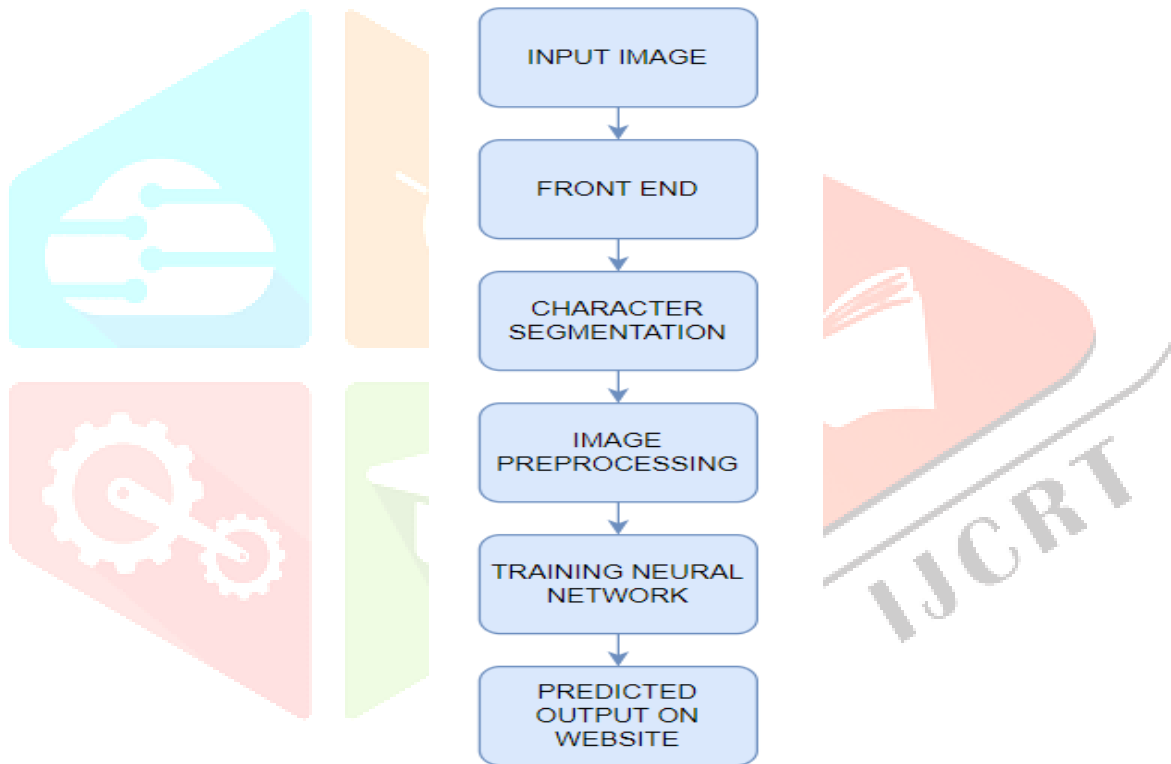 INPUT IMAGE
FRONT END
CHARACTER
SEGMENTATION
IMAGE
PREPROCESSING
TRAINING NEURAL
NETWORK
PREDICTED
OUTPUT ON
WEBSITE
IJCRT